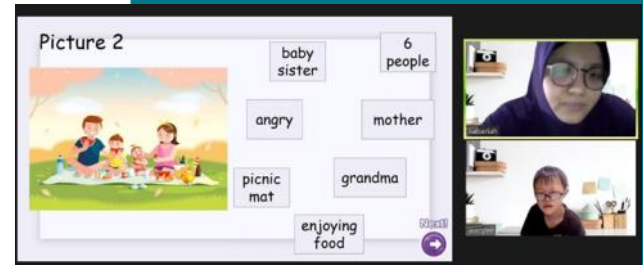 Picture 2
baby
sister
6
people
angry
mother
picnic
mat
grandma
enjoying
food
Next!